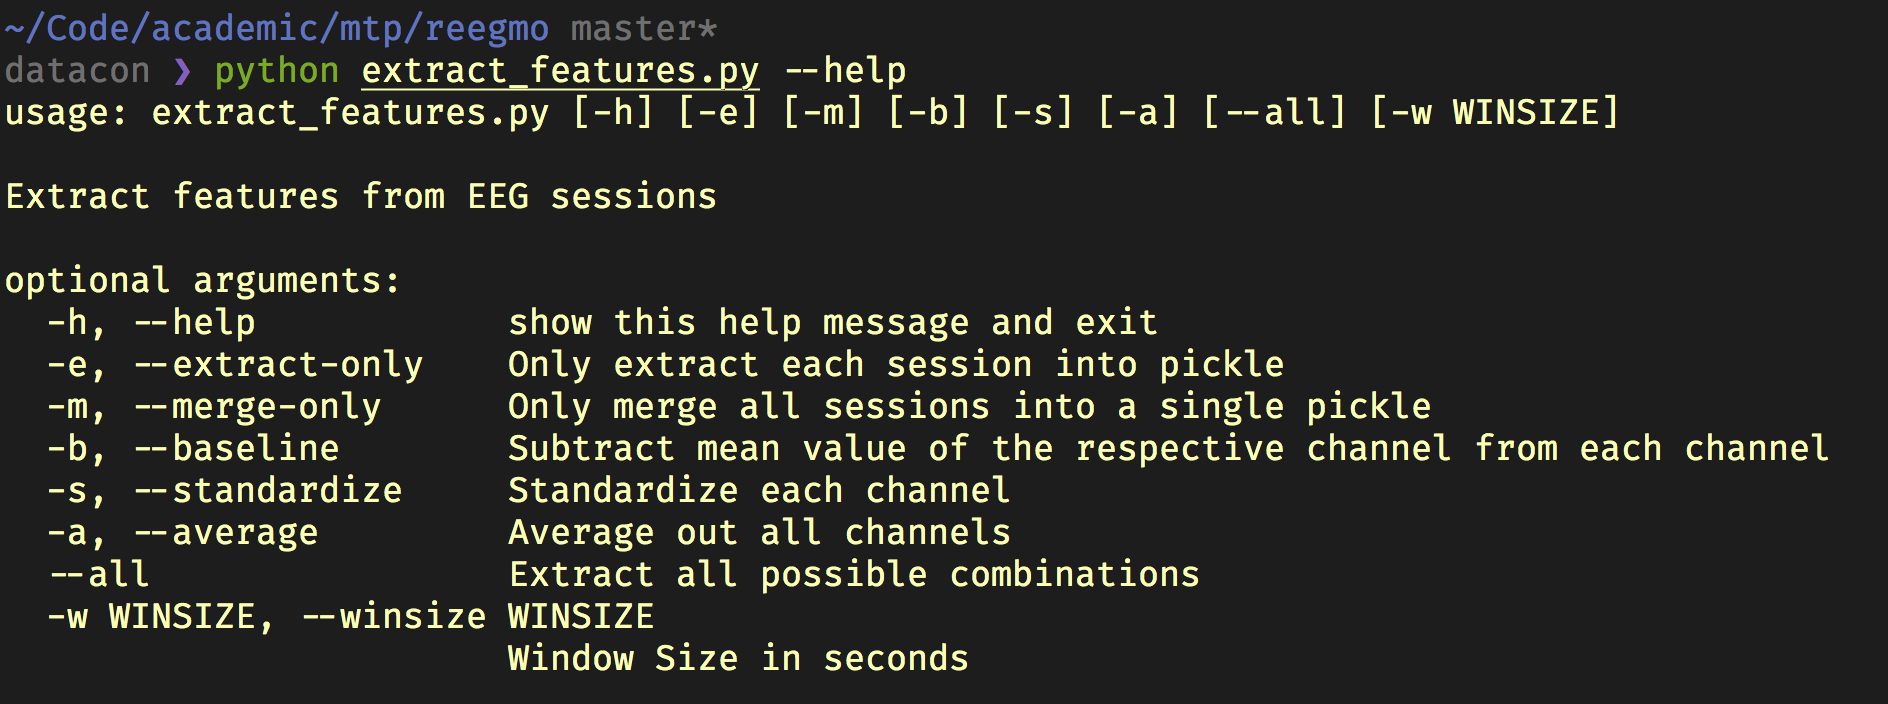 ~/Code/academic/mtp/reegmo master*
datacon ❯ python extract_features.py --help
usage: extract_features.py [-h] [-e] [-m] [-b] [-s] [-a] [--all] [-w WINSIZE]

Extract features from EEG sessions

optional arguments:
  -h, --help            show this help message and exit
  -e, --extract-only    Only extract each session into pickle
  -m, --merge-only      Only merge all sessions into a single pickle
  -b, --baseline        Subtract mean value of the respective channel from each channel
  -s, --standardize     Standardize each channel
  -a, --average         Average out all channels
  --all                 Extract all possible combinations
  -w WINSIZE, --winsize WINSIZE
                        Window Size in seconds